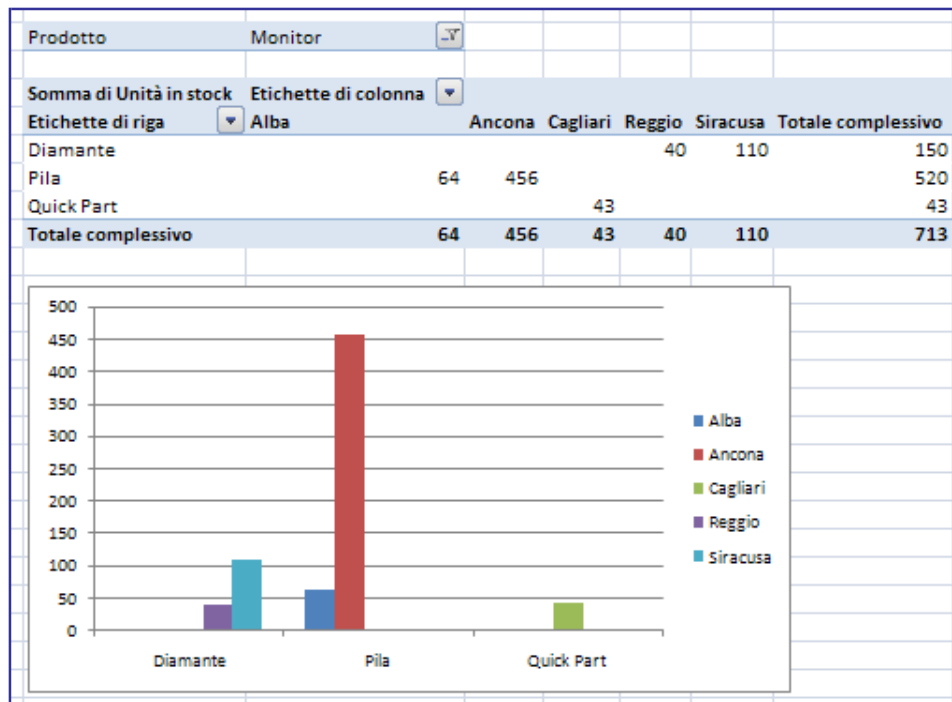 Prodotto Monitor
Somma di Unità in stock Etichette di colonna
Etichette di riga Alba Ancona Cagliari Reggio Siracusa Totale complessivo
Diamante 40 110 150
Pila 64 456 520
Quick Part 43 43
Totale complessivo 64 456 43 40 110 713
500
450
400
350
300
250
200
150
100
50
0
Diamante Pila Quick Part
Alba
Ancona
Cagliari
Reggio
Siracusa